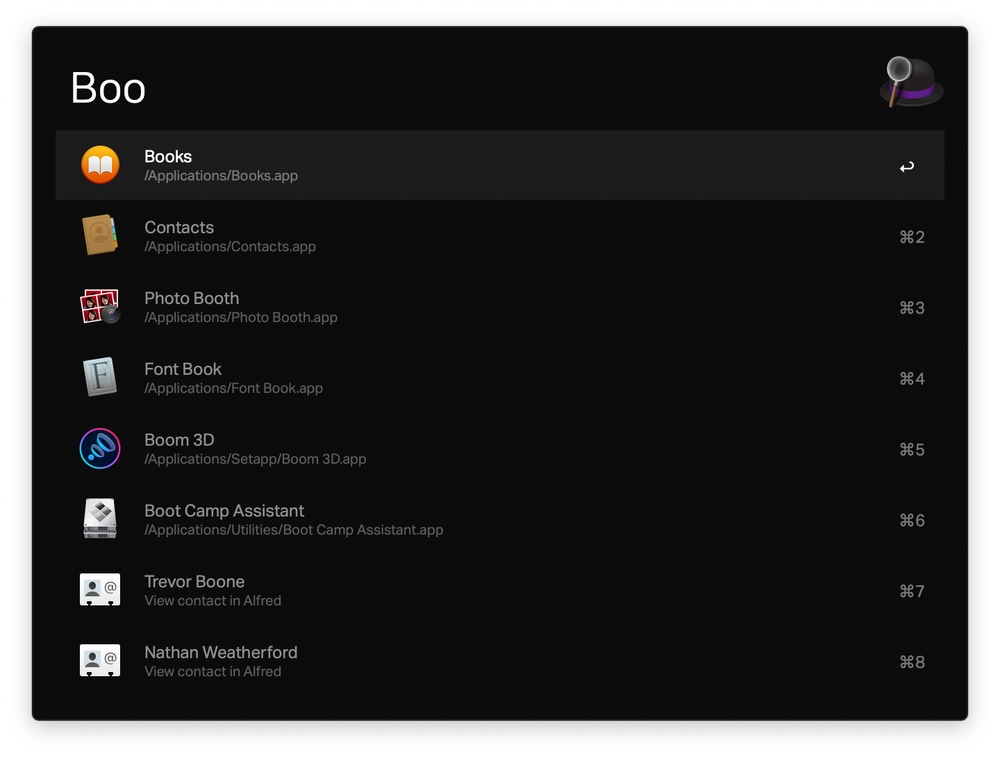 Boo
Books
/Applications/Books.app
↩
Contacts
/Applications/Contacts.app
⌘2
Photo Booth
/Applications/Photo Booth.app
⌘3
Font Book
/Applications/Font Book.app
⌘4
Boom 3D
/Applications/Setapp/Boom 3D.app
⌘5
Boot Camp Assistant
/Applications/Utilities/Boot Camp Assistant.app
⌘6
Trevor Boone
View contact in Alfred
⌘7
Nathan Weatherford
View contact in Alfred
⌘8